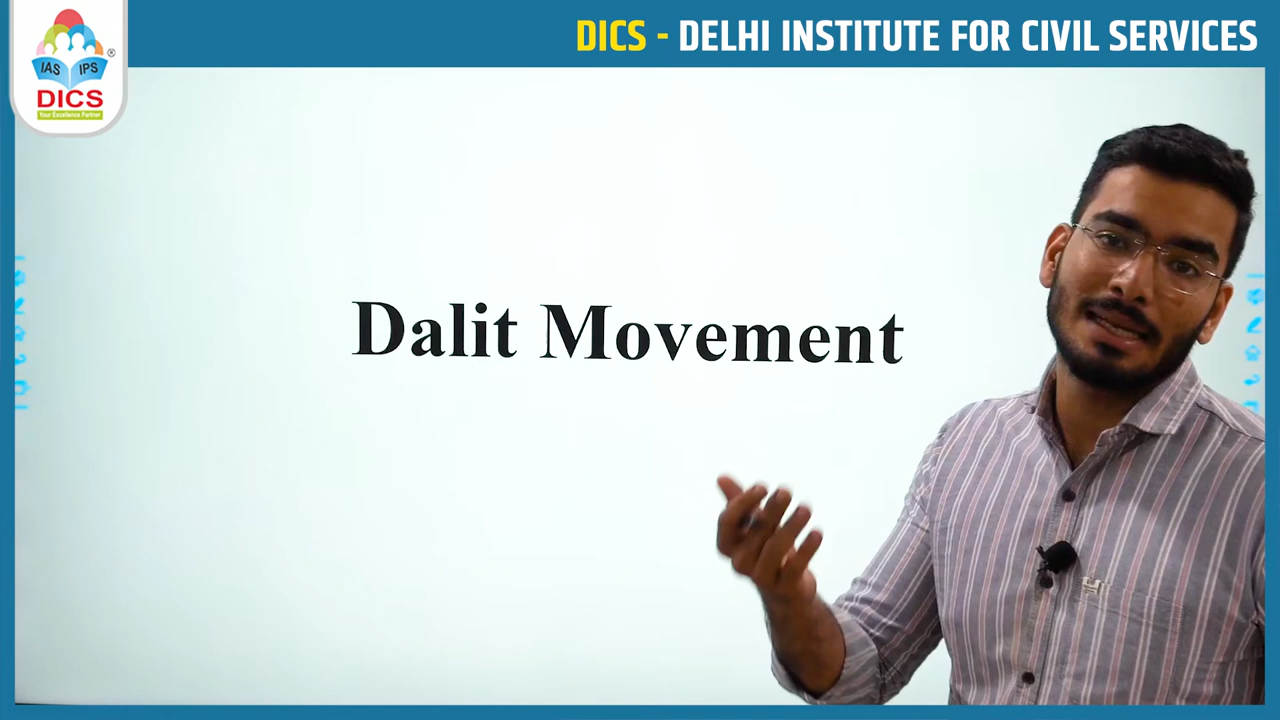 DICS - DELHI INSTITUTE FOR CIVIL SERVICES
IAS IPS
DICS
Your Excellence Partner
Dalit Movement